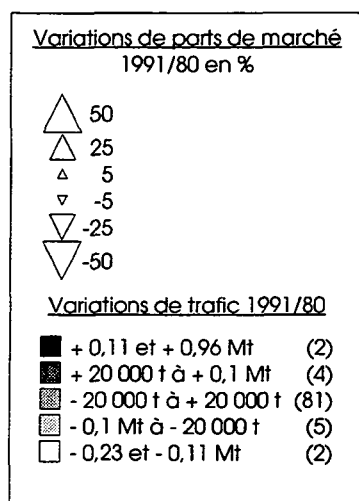 Variations de parts de marché
1991/80 en %
50
25
5
-5
-25
-50
Variations de trafic 1991/80
+ 0,11 et + 0,96 Mt (2)
+ 20 000 t à + 0,1 Mt (4)
- 20 000 t à + 20 000 t (81)
- 0,1 Mt à - 20 000 t (5)
- 0,23 et - 0,11 Mt (2)